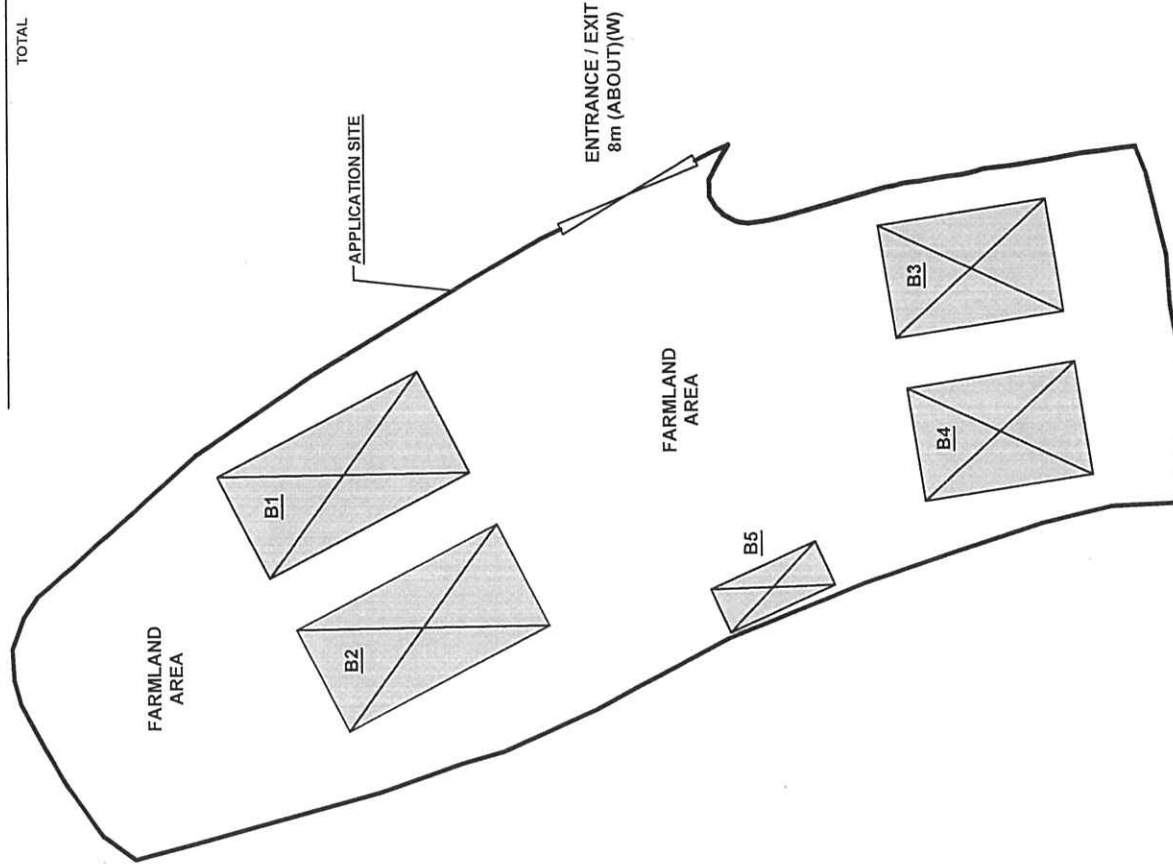 TOTAL
APPLICATION SITE
ENTRANCE / EXIT
8m (ABOUT)(W)
FARMLAND
AREA
B1
B2
FARMLAND
AREA
B3
B4
B5